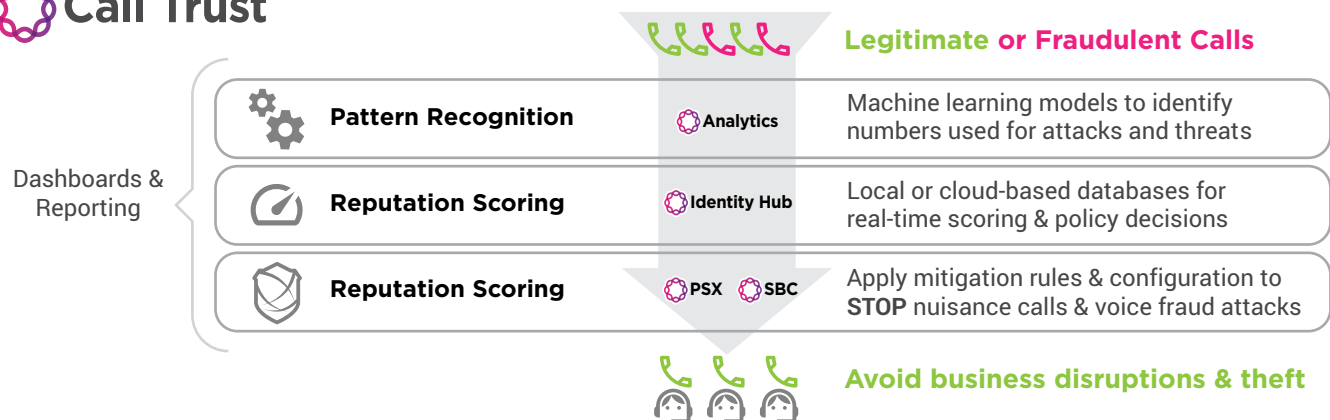 Call Trust
Legitimate or Fraudulent Calls
Dashboards &
Reporting
Pattern Recognition
Analytics
Machine learning models to identify
numbers used for attacks and threats
Reputation Scoring
Identity Hub
Local or cloud-based databases for
real-time scoring & policy decisions
Reputation Scoring
PSX
SBC
Apply mitigation rules & configuration to
STOP nuisance calls & voice fraud attacks
Avoid business disruptions & theft